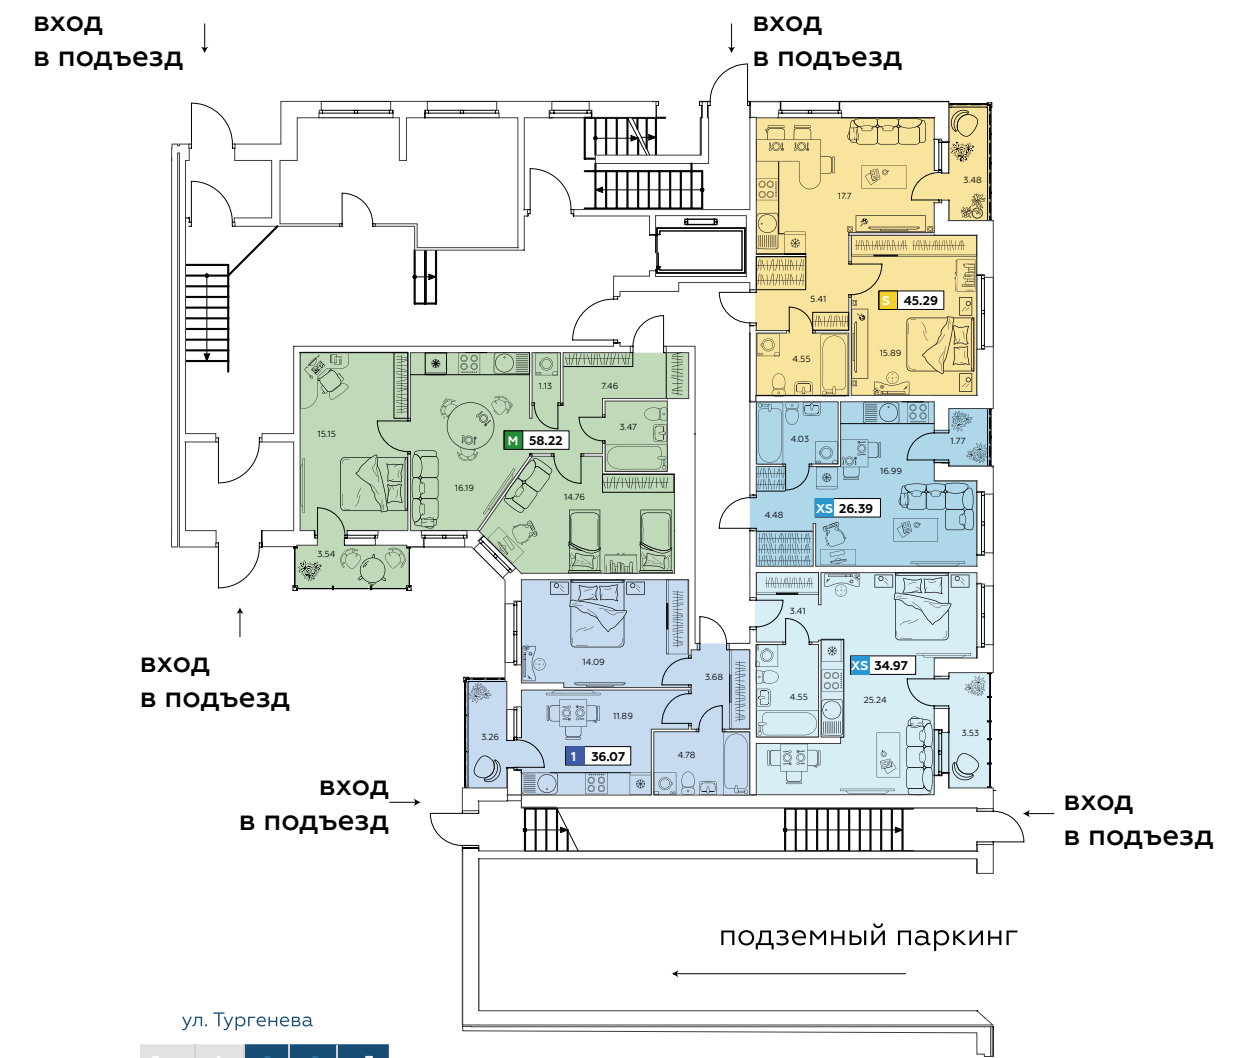 вход
в подъезд
вход
в подъезд
17.7
3.48
5.41
S 45.29
4.55
15.89
1.13
7.46
15.15
3.47
M 58.22
4.03
1.77
16.99
16.19
14.76
4.48
XS 26.39
3.54
3.41
вход
в подъезд
14.09
3.68
XS 34.97
4.55
25.24
11.89
3.26
3.53
1 36.07
4.78
вход
в подъезд
вход
в подъезд
подземный паркинг
ул. Тургенева